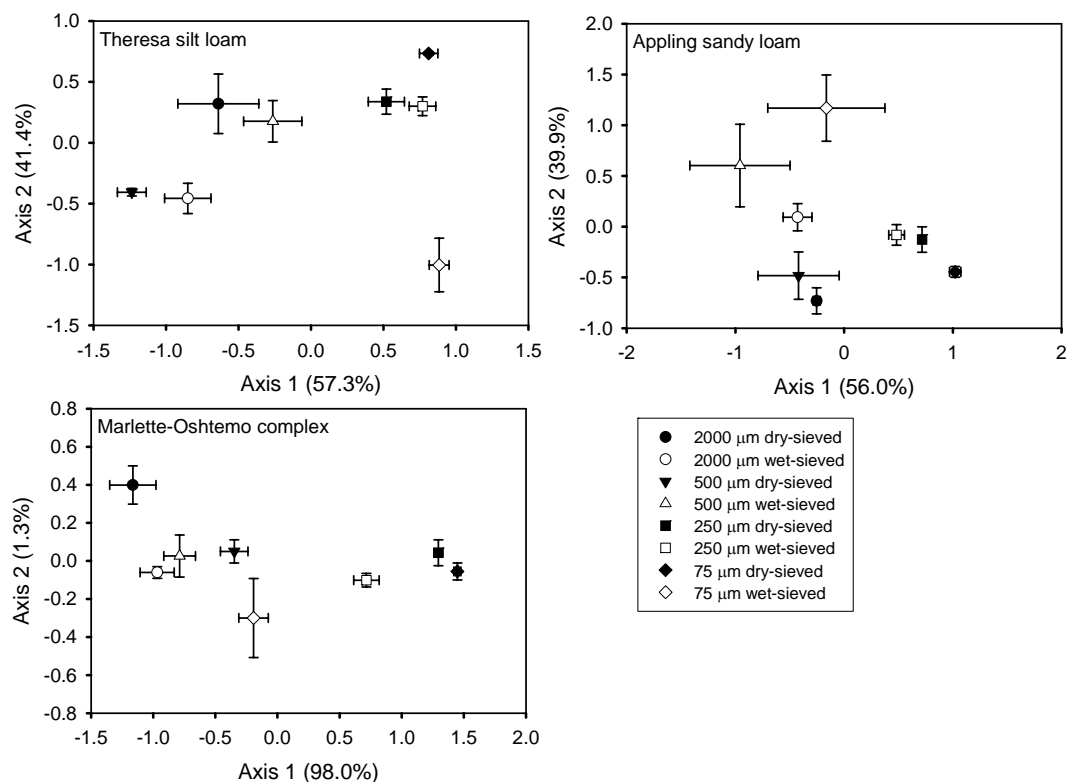 Theresa silt loam
1.0
0.5
0.0
-0.5
-1.0
-1.5
Axis 2 (41.4%)
-1.5 -1.0 -0.5 0.0 0.5 1.0 1.5
Axis 1 (57.3%)
Appling sandy loam
2.0
1.5
1.0
0.5
0.0
-0.5
-1.0
Axis 2 (39.9%)
-2 -1 0 1 2
Axis 1 (56.0%)
Marlette-Oshtemo complex
0.8
0.6
0.4
0.2
0.0
-0.2
-0.4
-0.6
-0.8
Axis 2 (1.3%)
-1.5 -1.0 -0.5 0.0 0.5 1.0 1.5 2.0
Axis 1 (98.0%)
2000 μm dry-sieved
2000 μm wet-sieved
500 μm dry-sieved
500 μm wet-sieved
250 μm dry-sieved
250 μm wet-sieved
75 μm dry-sieved
75 μm wet-sieved